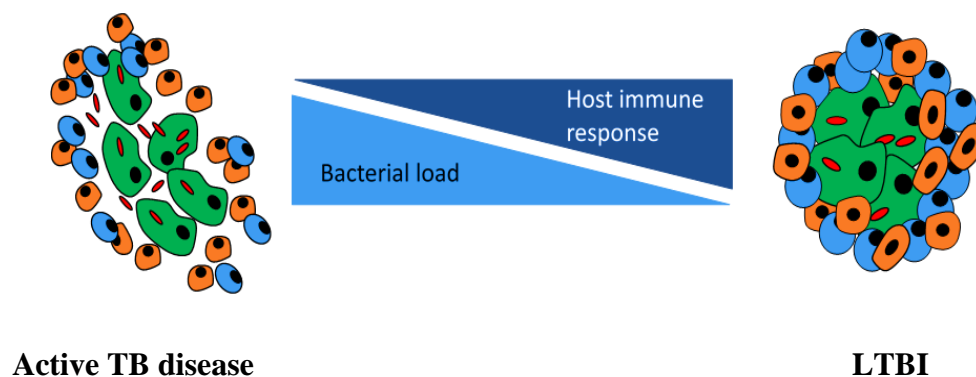 Host immune
response
Bacterial load
Active TB disease
LTBI